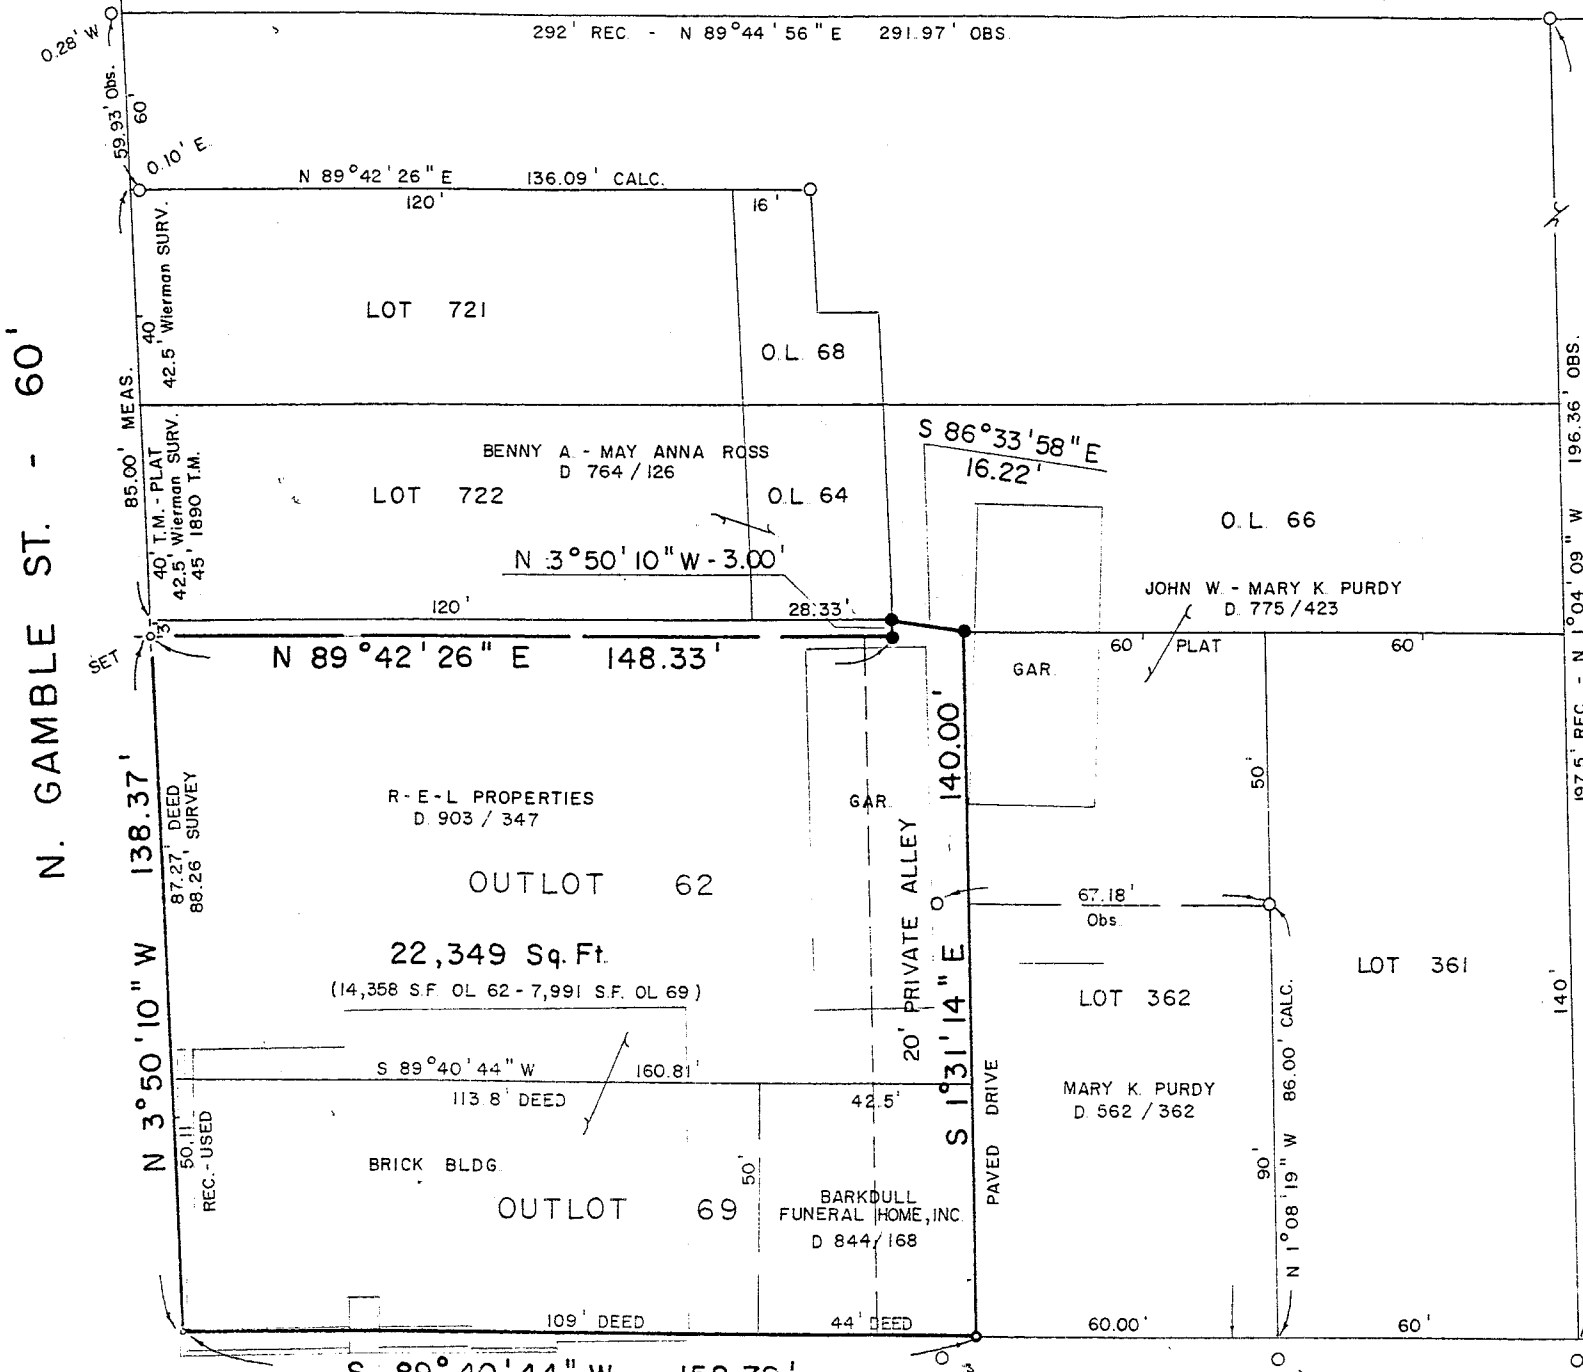 292' REC. - N 89°44'56" E 291.97' OBS.
0.28' W
59.93' Obs.
60'
0.10' E.
N 89°42'26" E 136.09' CALC.
120'
16'
42.5' Wierman SURV.
40'
LOT 721
O.L. 68
85.00' MEAS.
N. GAMBLE ST. - 60'
196.36' OBS.
197.5' REC. - N 1°04'09" W
S 86°33'58" E
16.22'
BENNY A. - MAY ANNA ROSS
D 764/126
40' T.M. - PLAT
42.5' Wierman SURV.
45' 1890 T.M.
LOT 722
O.L. 64
O.L. 66
N 3°50'10" W - 3.00'
JOHN W. - MARY K. PURDY
D. 775/423
120'
28.33'
3'
SET
N 89°42'26" E 148.33'
60' PLAT
60'
GAR.
138.37'
N 3°50'10" W
87.27' DEED
88.26' SURVEY
R-E-L PROPERTIES
D. 903 / 347
GAR.
140.00'
S 1°31'14" E
50'
OUTLOT 62
20' PRIVATE ALLEY
67.18'
Obs.
22,349 Sq. Ft.
(14,358 S.F. OL 62 - 7,991 S.F. OL 69)
LOT 362
LOT 361
140'
S 89°40'44" W 160.81'
113.8' DEED
42.5'
PAVED DRIVE
MARY K. PURDY
D. 562 / 362
N 1°08'19" W 86.00' CALC.
50.11
REC. - USED
BRICK BLDG.
50'
90'
OUTLOT 69
BARKDULL
FUNERAL HOME, INC.
D 844/168
109' DEED
44' DEED
60.00'
60'
S 89°40'44" W